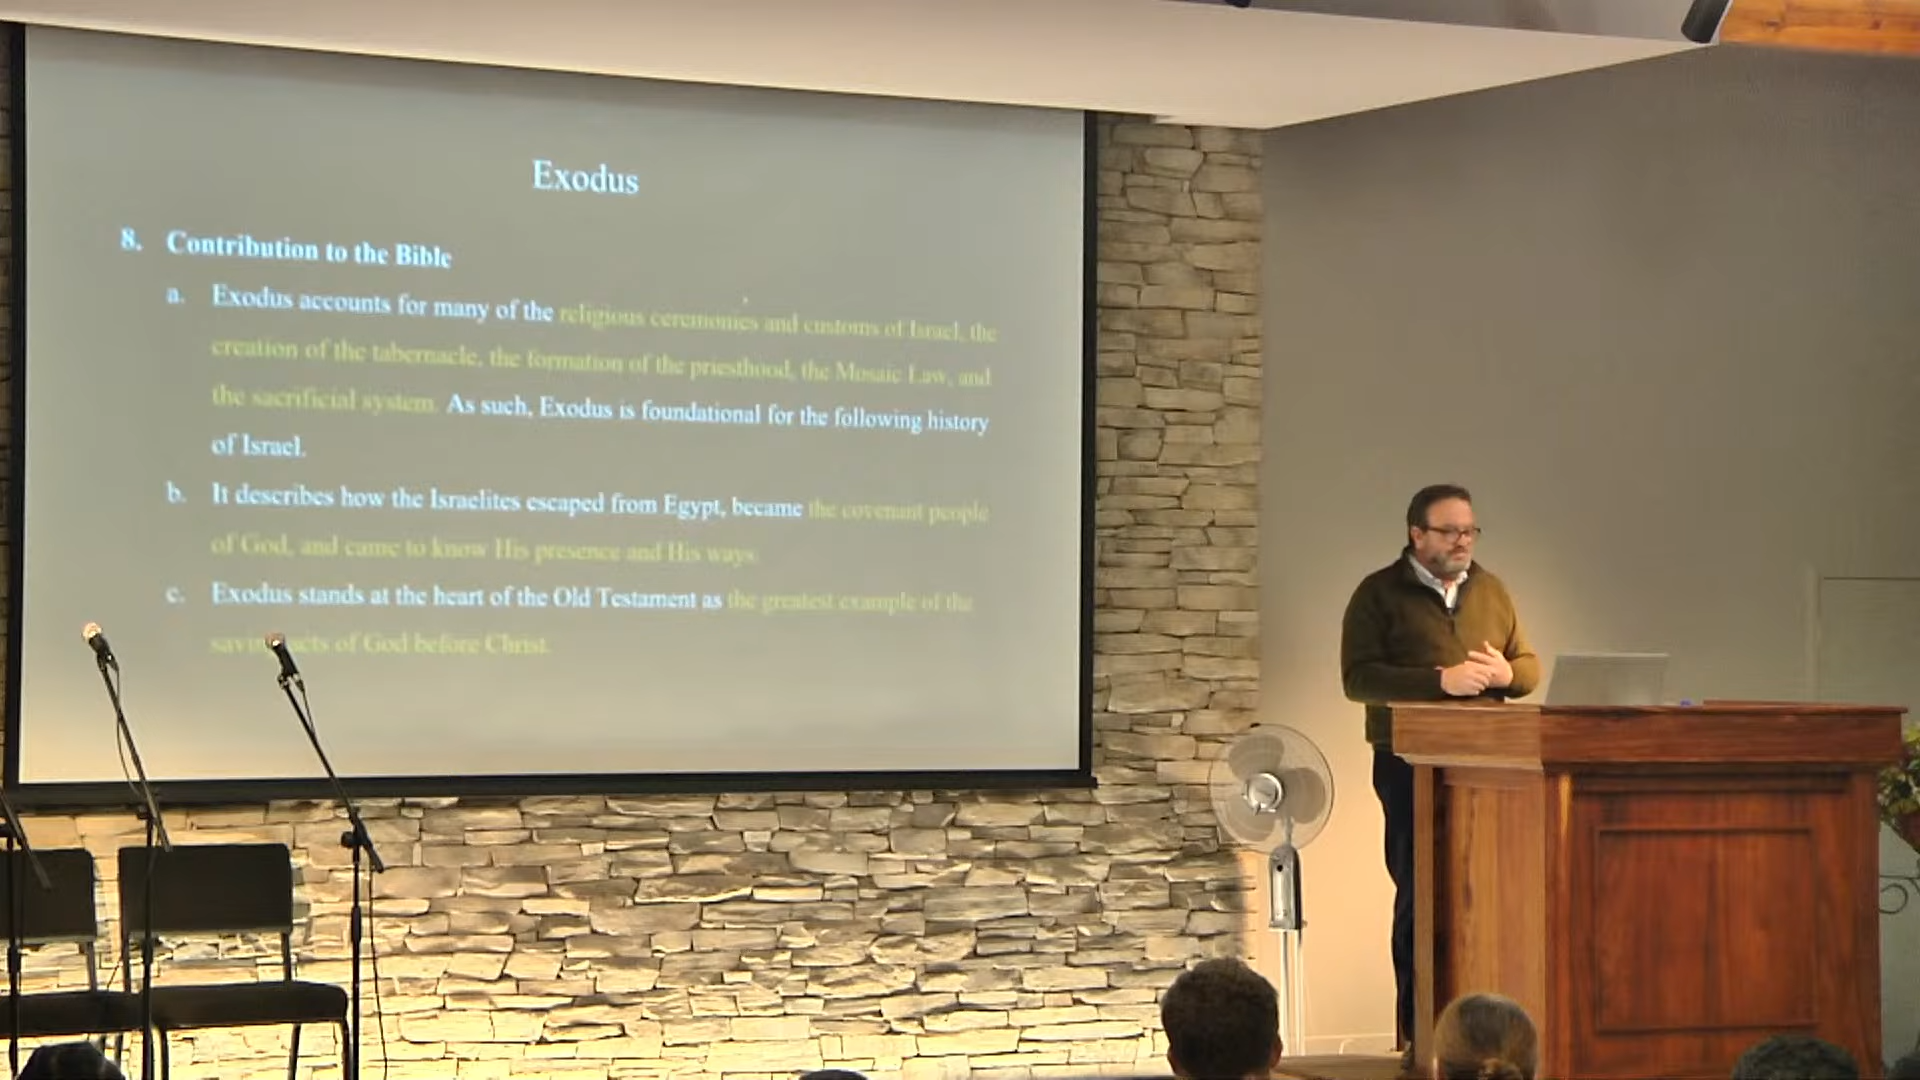 Exodus
8. Contribution to the Bible
a. Exodus accounts for many of the religious ceremonies and customs of Israel, the
creation of the tabernacle, the formation of the priesthood, the Mosaic Law, and
the sacrificial system. As such, Exodus is foundational for the following history
of Israel.
b. It describes how the Israelites escaped from Egypt, became the covenant people
of God, and came to know His presence and His ways.
c. Exodus stands at the heart of the Old Testament as the greatest example of the
saving acts of God before Christ.